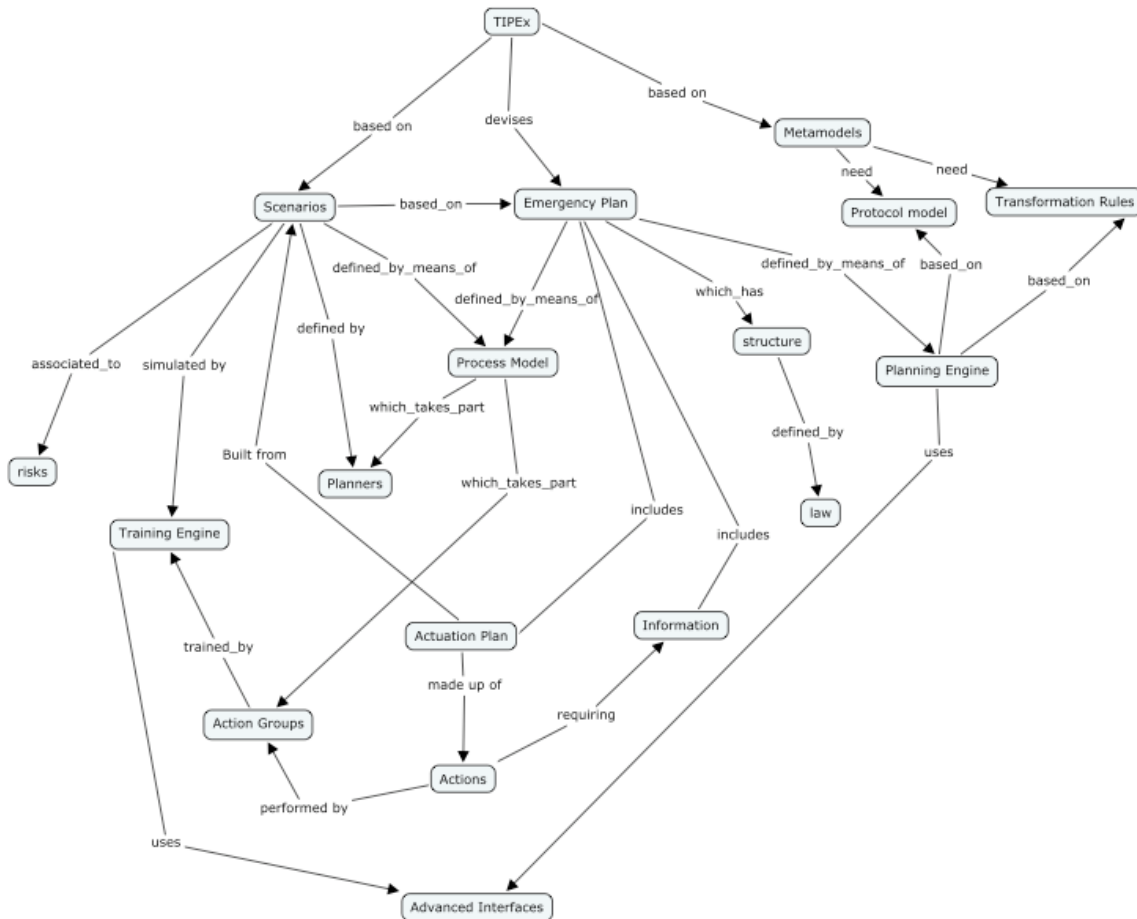 TIPEx
based on
devises
based on
Metamodels
need
need
Scenarios
based_on
Emergency Plan
Protocol model
Transformation Rules
defined_by_means_of
defined_by_means_of
based_on
which_has
based_on
defined_by_means_of
defined by
structure
associated_to
simulated by
Process Model
Planning Engine
which_takes_part
defined_by
uses
Built from
risks
Planners
which_takes_part
includes
law
Training Engine
includes
Actuation Plan
Information
trained_by
made up of
requiring
Action Groups
Actions
performed by
uses
Advanced Interfaces